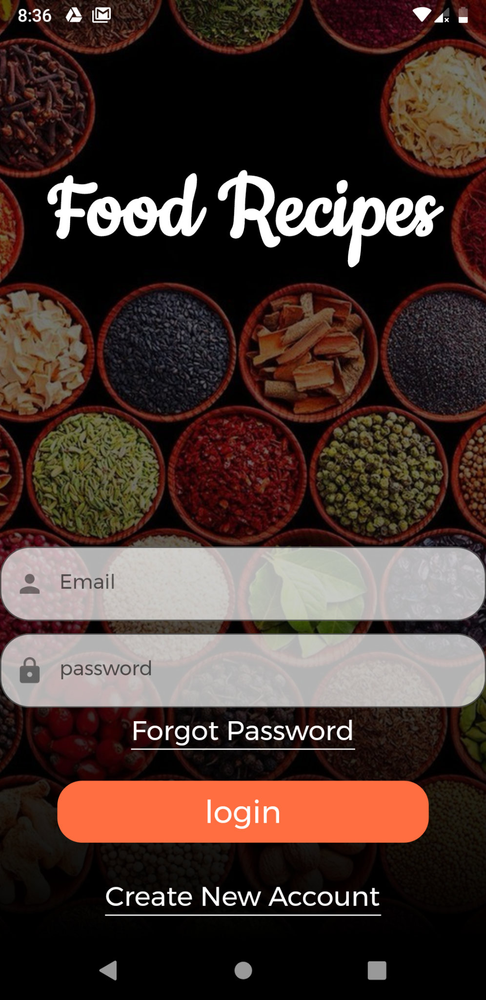 8:36
Food Recipes
Email
password
Forgot Password
login
Create New Account